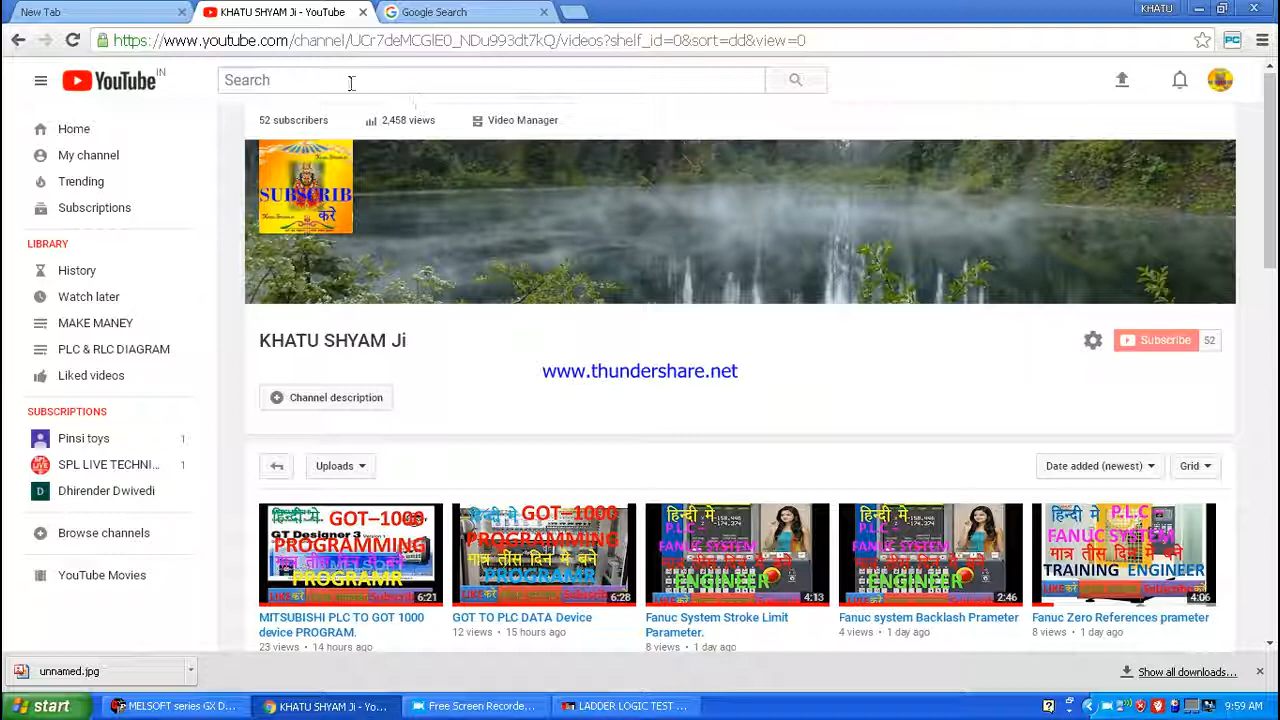 New Tab
KHATU SHYAM Ji - YouTube
Google Search
KHATU
https://www.youtube.com/channel/
/videos?shelf_id=0&sort=dd&view=0
YouTube IN
Search
52 subscribers
2,458 views
Video Manager
Home
My channel
Trending
Subscriptions
LIBRARY
History
Watch later
MAKE MANEY
PLC & RLC DIAGRAM
Liked videos
SUBSCRIPTIONS
Pinsi toys 1
SPL LIVE TECHNI... 1
Dhirender Dwivedi
Browse channels
YouTube Movies
SUBSCRIB
करे
KHATU SHYAM Ji
Subscribe 52
www.thundershare.net
Channel description
Uploads
Date added (newest)
Grid
हिन्दी में GOT-1000
GT Designer 3
PROGRAMMING
मात्र तीस दिन में बने
PROGRAMR
6:21
MITSUBISHI PLC TO GOT 1000
device PROGRAM.
23 views • 14 hours ago
हिन्दी मे GOT-1000
PROGRAMMING
मात्र तीस दिन में बने
PROGRAMR
6:28
GOT TO PLC DATA Device
12 views • 15 hours ago
हिन्दी मे
P.L.C-
FANUC SYSTEM
ENGINEER
4:13
Fanuc System Stroke Limit
Parameter.
8 views • 1 day ago
हिन्दी मे
P.L.C-
FANUC SYSTEM
ENGINEER
2:46
Fanuc system Backlash Prameter
4 views • 1 day ago
हिन्दी मे P.L.C-
FANUC SYSTEM
मात्र तीस दिन में बने
TRAINING ENGINEER
4:06
Fanuc Zero References prameter
8 views • 1 day ago
unnamed.jpg
Show all downloads...
start
MELSOFT series GX D...
KHATU SHYAM Ji - Yo...
Free Screen Recorde...
LADDER LOGIC TEST ...
9:59 AM